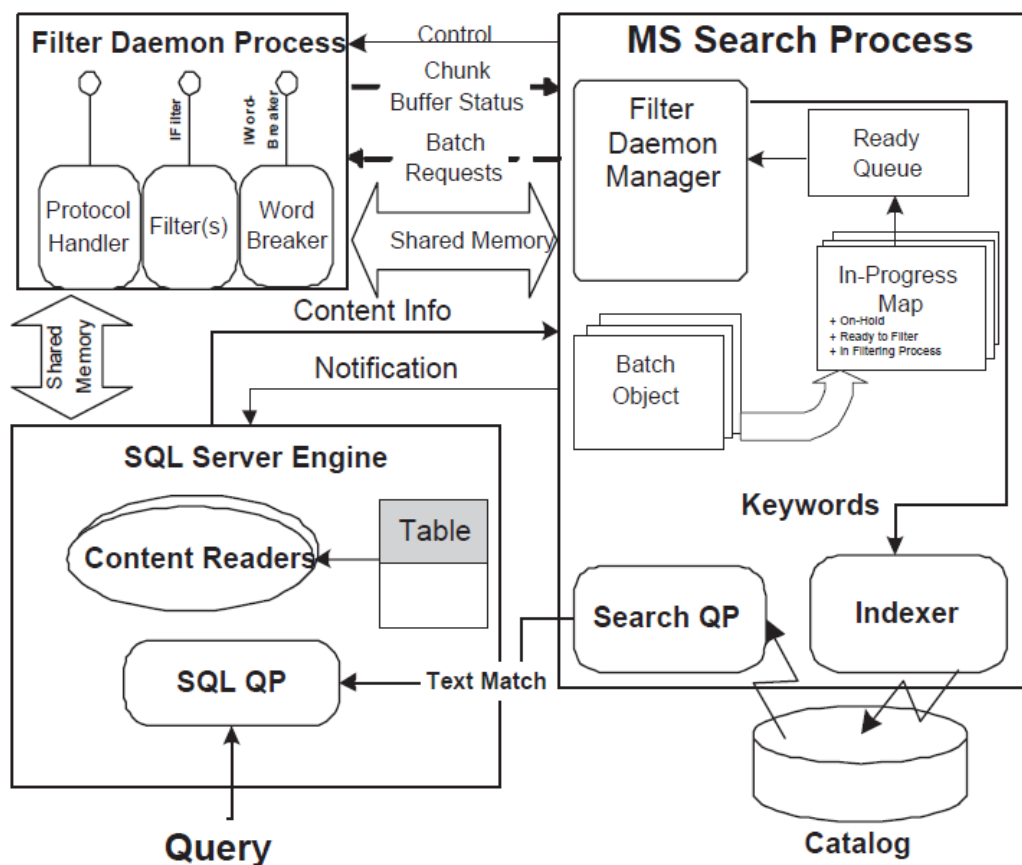 Filter Daemon Process
IFilter
IWord-
Breaker
Protocol
Handler
Filter(s)
Word
Breaker
Control
Chunk
Buffer Status
Batch
Requests
Shared Memory
MS Search Process
Filter
Daemon
Manager
Ready
Queue
In-Progress
Map
+ On-Hold
+ Ready to Filter
+ In Filtering Process
Batch
Object
Shared
Memory
Content Info
Notification
SQL Server Engine
Content Readers
Table
SQL QP
Text Match
Keywords
Search QP
Indexer
Query
Catalog